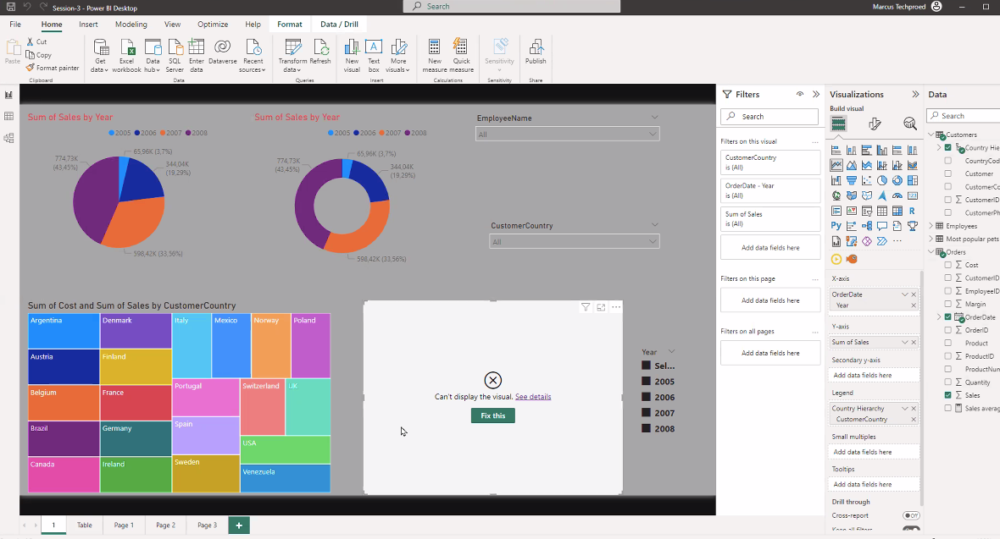 Session-3 - Power BI Desktop
Search
Marcus Techproed
File
Home
Insert
Modeling
View
Optimize
Help
Format
Data / Drill
Paste
Cut
Copy
Format painter
Clipboard
Get data
Excel workbook
Data hub
SQL Server
Enter data
Dataverse
Recent sources
Data
Transform data
Refresh
Queries
New visual
Text box
More visuals
Insert
New measure
Quick measure
Calculations
Sensitivity
Sensitivity
Publish
Share
Sum of Sales by Year
2005 2006 2007 2008
65,96K (3,7%)
344,04K
(19,29%)
774,73K
(43,45%)
598,42K (33,56%)
Sum of Sales by Year
2005 2006 2007 2008
65,96K (3,7%)
344,04K
(19,29%)
774,73K
(43,45%)
598,42K (33,56%)
EmployeeName
All
CustomerCountry
All
Sum of Cost and Sum of Sales by CustomerCountry
Argentina
Austria
Belgium
Brazil
Canada
Denmark
Finland
France
Germany
Ireland
Italy
Mexico
Norway
Poland
Portugal
Spain
Sweden
Switzerland
UK
USA
Venezuela
Can't display the visual. See details
Fix this
Year
Sel...
2005
2006
2007
2008
Filters
Search
Filters on this visual
CustomerCountry
is (All)
OrderDate - Year
is (All)
Sum of Sales
is (All)
Add data fields here
Filters on this page
Add data fields here
Filters on all pages
Add data fields here
Visualizations
Build visual
123
R
Py
X-axis
OrderDate
Year
Y-axis
Sum of Sales
Secondary y-axis
Add data fields here
Legend
Country Hierarchy
CustomerCountry
Small multiples
Add data fields here
Tooltips
Add data fields here
Drill through
Cross-report
Off
Keep all filters
Data
Search
Customers
Country Hie
CountryCod
Customer
CustomerCo
CustomerID
CustomerPh
Employees
Most popular pets
Orders
Cost
CustomerID
EmployeeID
Margin
OrderDate
OrderID
Product
ProductID
ProductNum
Quantity
Sales
Sales averag
1
Table
Page 1
Page 2
Page 3
+